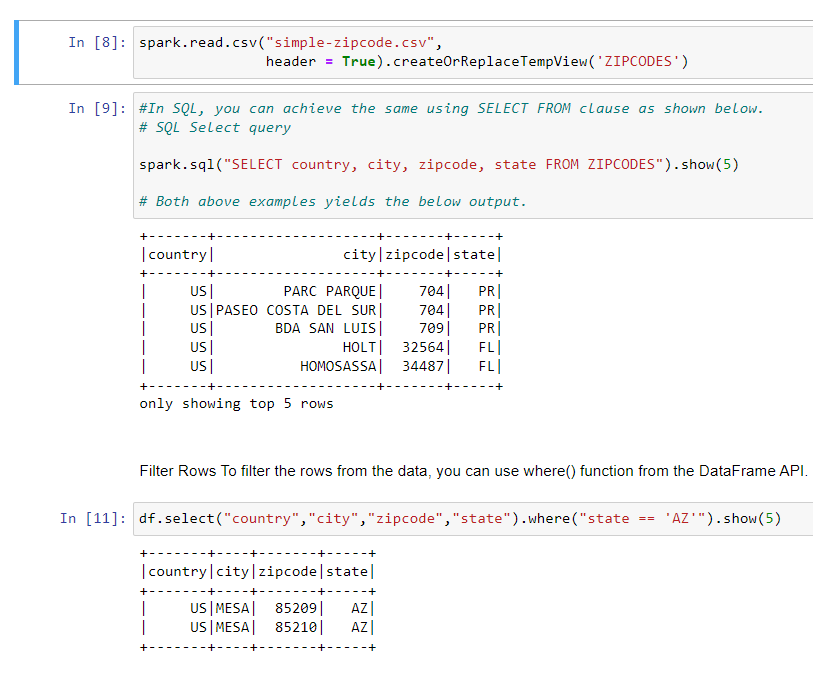 In [8]: spark.read.csv("simple-zipcode.csv",
header = True).createOrReplaceTempView('ZIPCODES')
In [9]: #In SQL, you can achieve the same using SELECT FROM clause as shown below.
# SQL Select query
spark.sql("SELECT country, city, zipcode, state FROM ZIPCODES").show(5)
# Both above examples yields the below output.
+-------+-------------------+-------+-----+
|country|               city|zipcode|state|
+-------+-------------------+-------+-----+
|     US|        PARC PARQUE|    704|   PR|
|     US|PASEO COSTA DEL SUR|    704|   PR|
|     US|       BDA SAN LUIS|    709|   PR|
|     US|               HOLT|  32564|   FL|
|     US|          HOMOSASSA|  34487|   FL|
+-------+-------------------+-------+-----+
only showing top 5 rows
Filter Rows To filter the rows from the data, you can use where() function from the DataFrame API.
In [11]: df.select("country","city","zipcode","state").where("state == 'AZ'").show(5)
+-------+----+-------+-----+
|country|city|zipcode|state|
+-------+----+-------+-----+
|     US|MESA|  85209|   AZ|
|     US|MESA|  85210|   AZ|
+-------+----+-------+-----+